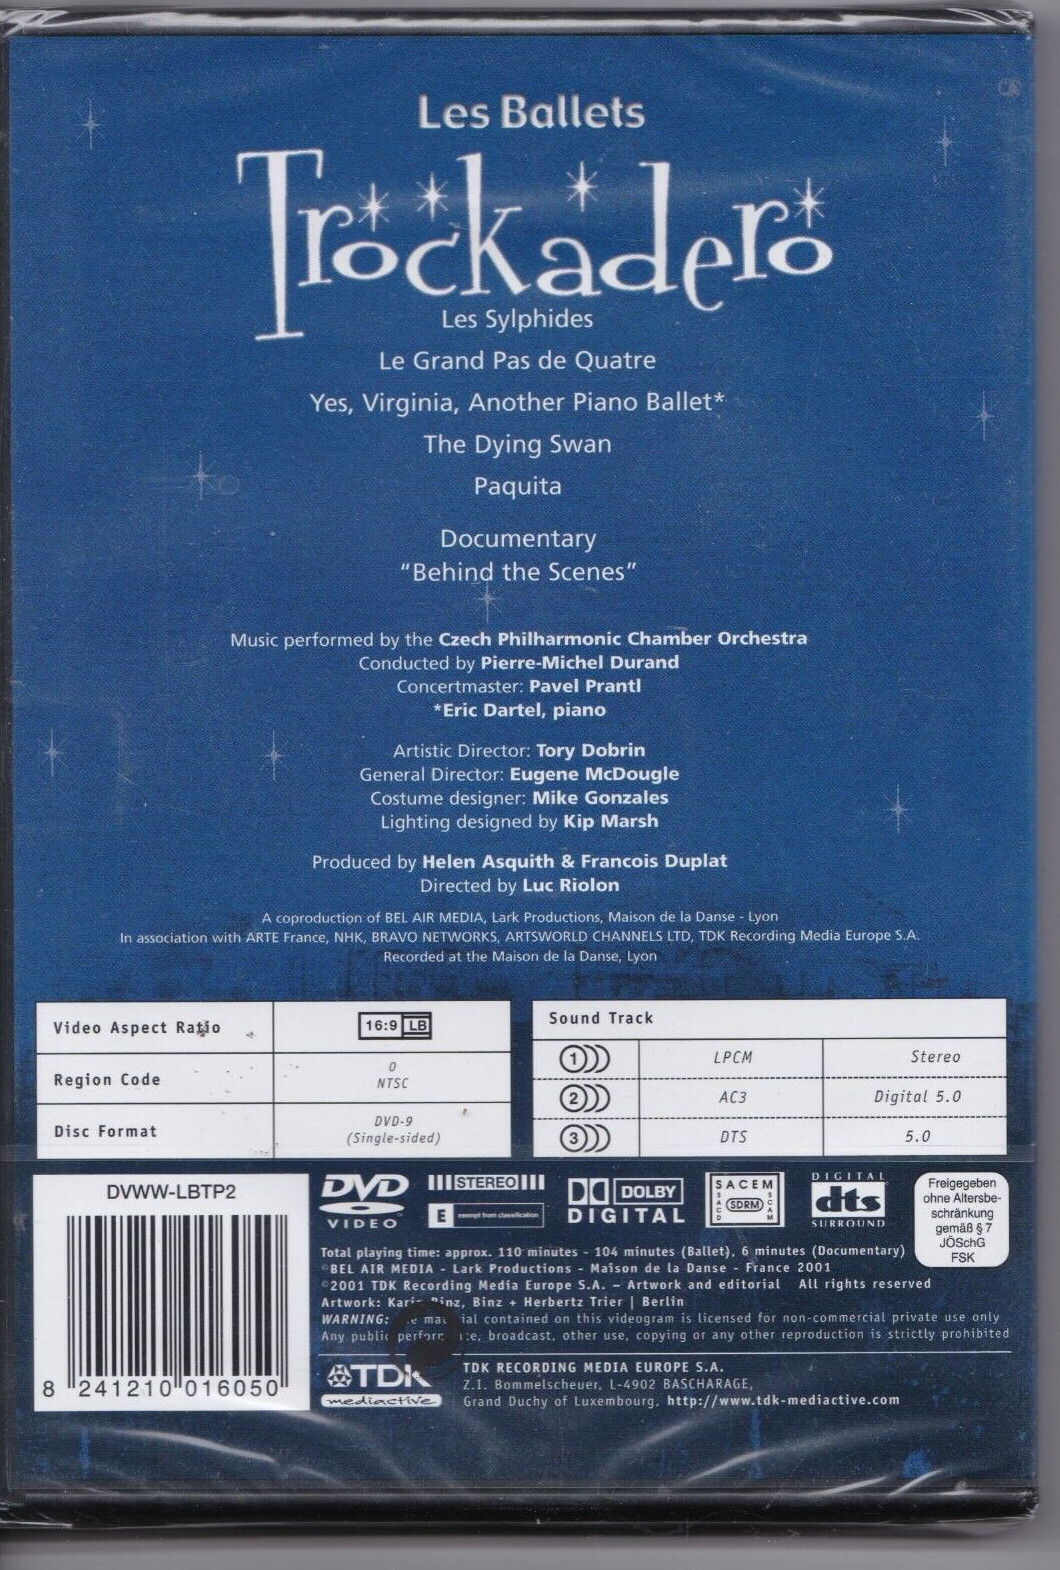 Les Ballets
Trockadero
Les Sylphides
Le Grand Pas de Quatre
Yes, Virginia, Another Piano Ballet*
The Dying Swan
Paquita
Documentary
"Behind the Scenes"
Music performed by the Czech Philharmonic Chamber Orchestra
Conducted by Pierre-Michel Durand
Concertmaster: Pavel Prantl
*Eric Dartel, piano
Artistic Director: Tory Dobrin
General Director: Eugene McDougle
Costume designer: Mike Gonzales
Lighting designed by Kip Marsh
Produced by Helen Asquith & Francois Duplat
Directed by Luc Riolon
A coproduction of BEL AIR MEDIA, Lark Productions, Maison de la Danse - Lyon
In association with ARTE France, NHK, BRAVO NETWORKS, ARTSWORLD CHANNELS LTD, TDK Recording Media Europe S.A.
Recorded at the Maison de la Danse, Lyon
Video Aspect Ratio 16:9 LB
Region Code 0
NTSC
Disc Format DVD-9
(Single-sided)
Sound Track
1 LPCM Stereo
2 AC3 Digital 5.0
3 DTS 5.0
DVWW-LBTP2
8 241210 016050
DVD
VIDEO
STEREO
E exempt from classification
DOLBY
DIGITAL
SACEM
SACD SDRM SCAM
DIGITAL
dts
SURROUND
Freigegeben
ohne Altersbe-
schränkung
gemäß § 7
JÖSchG
FSK
Total playing time: approx. 110 minutes - 104 minutes (Ballet), 6 minutes (Documentary)
©BEL AIR MEDIA - Lark Productions - Maison de la Danse - France 2001
©2001 TDK Recording Media Europe S.A. – Artwork and editorial All rights reserved
Artwork: Binz, Binz + Herbertz Trier | Berlin
WARNING: contained on this videogram is licensed for non-commercial private use only
Any public broadcast, other use, copying or any other reproduction is strictly prohibited
TDK
mediactive
TDK RECORDING MEDIA EUROPE S.A.
Z.I. Bommelscheuer, L-4902 BASCHARAGE,
Grand Duchy of Luxembourg, http://www.tdk-mediactive.com